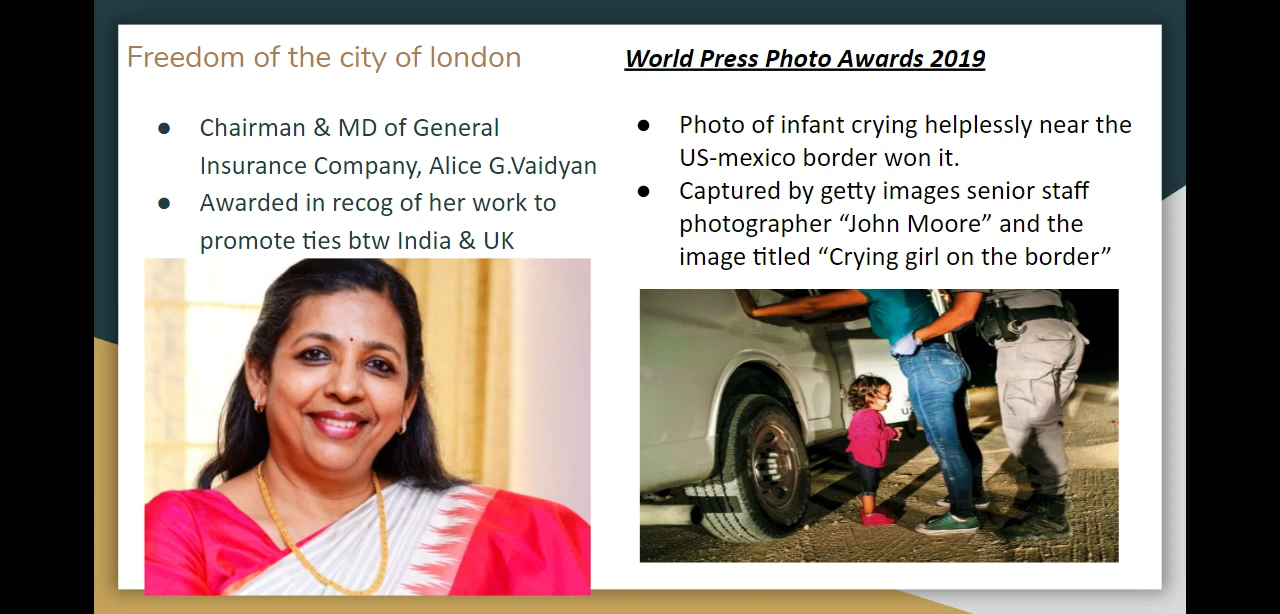 Freedom of the city of london
● Chairman & MD of General
Insurance Company, Alice G.Vaidyan
● Awarded in recog of her work to
promote ties btw India & UK
World Press Photo Awards 2019
● Photo of infant crying helplessly near the
US-mexico border won it.
● Captured by getty images senior staff
photographer “John Moore” and the
image titled “Crying girl on the border”